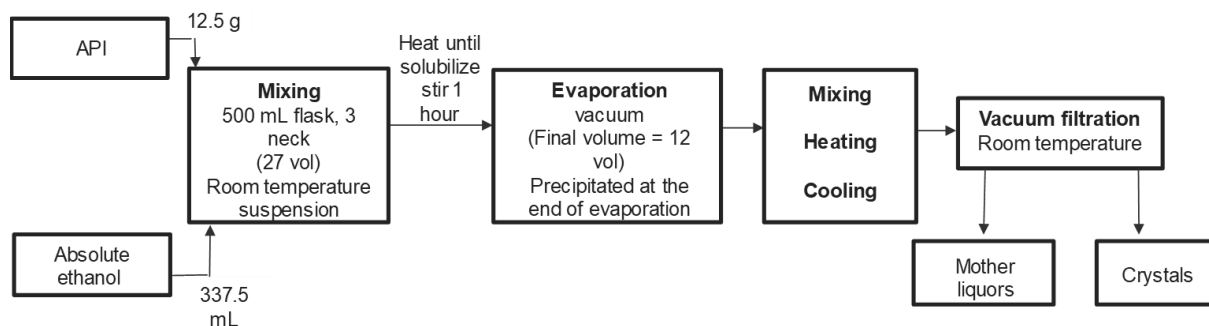 12.5 g
API
Heat until
solubilize
stir 1
hour
Mixing
500 mL flask, 3
neck
(27 vol)
Room temperature
suspension
Evaporation
vacuum
(Final volume = 12
vol)
Precipitated at the
end of evaporation
Mixing
Heating
Cooling
Vacuum filtration
Room temperature
Absolute
ethanol
337.5
mL
Mother
liquors
Crystals